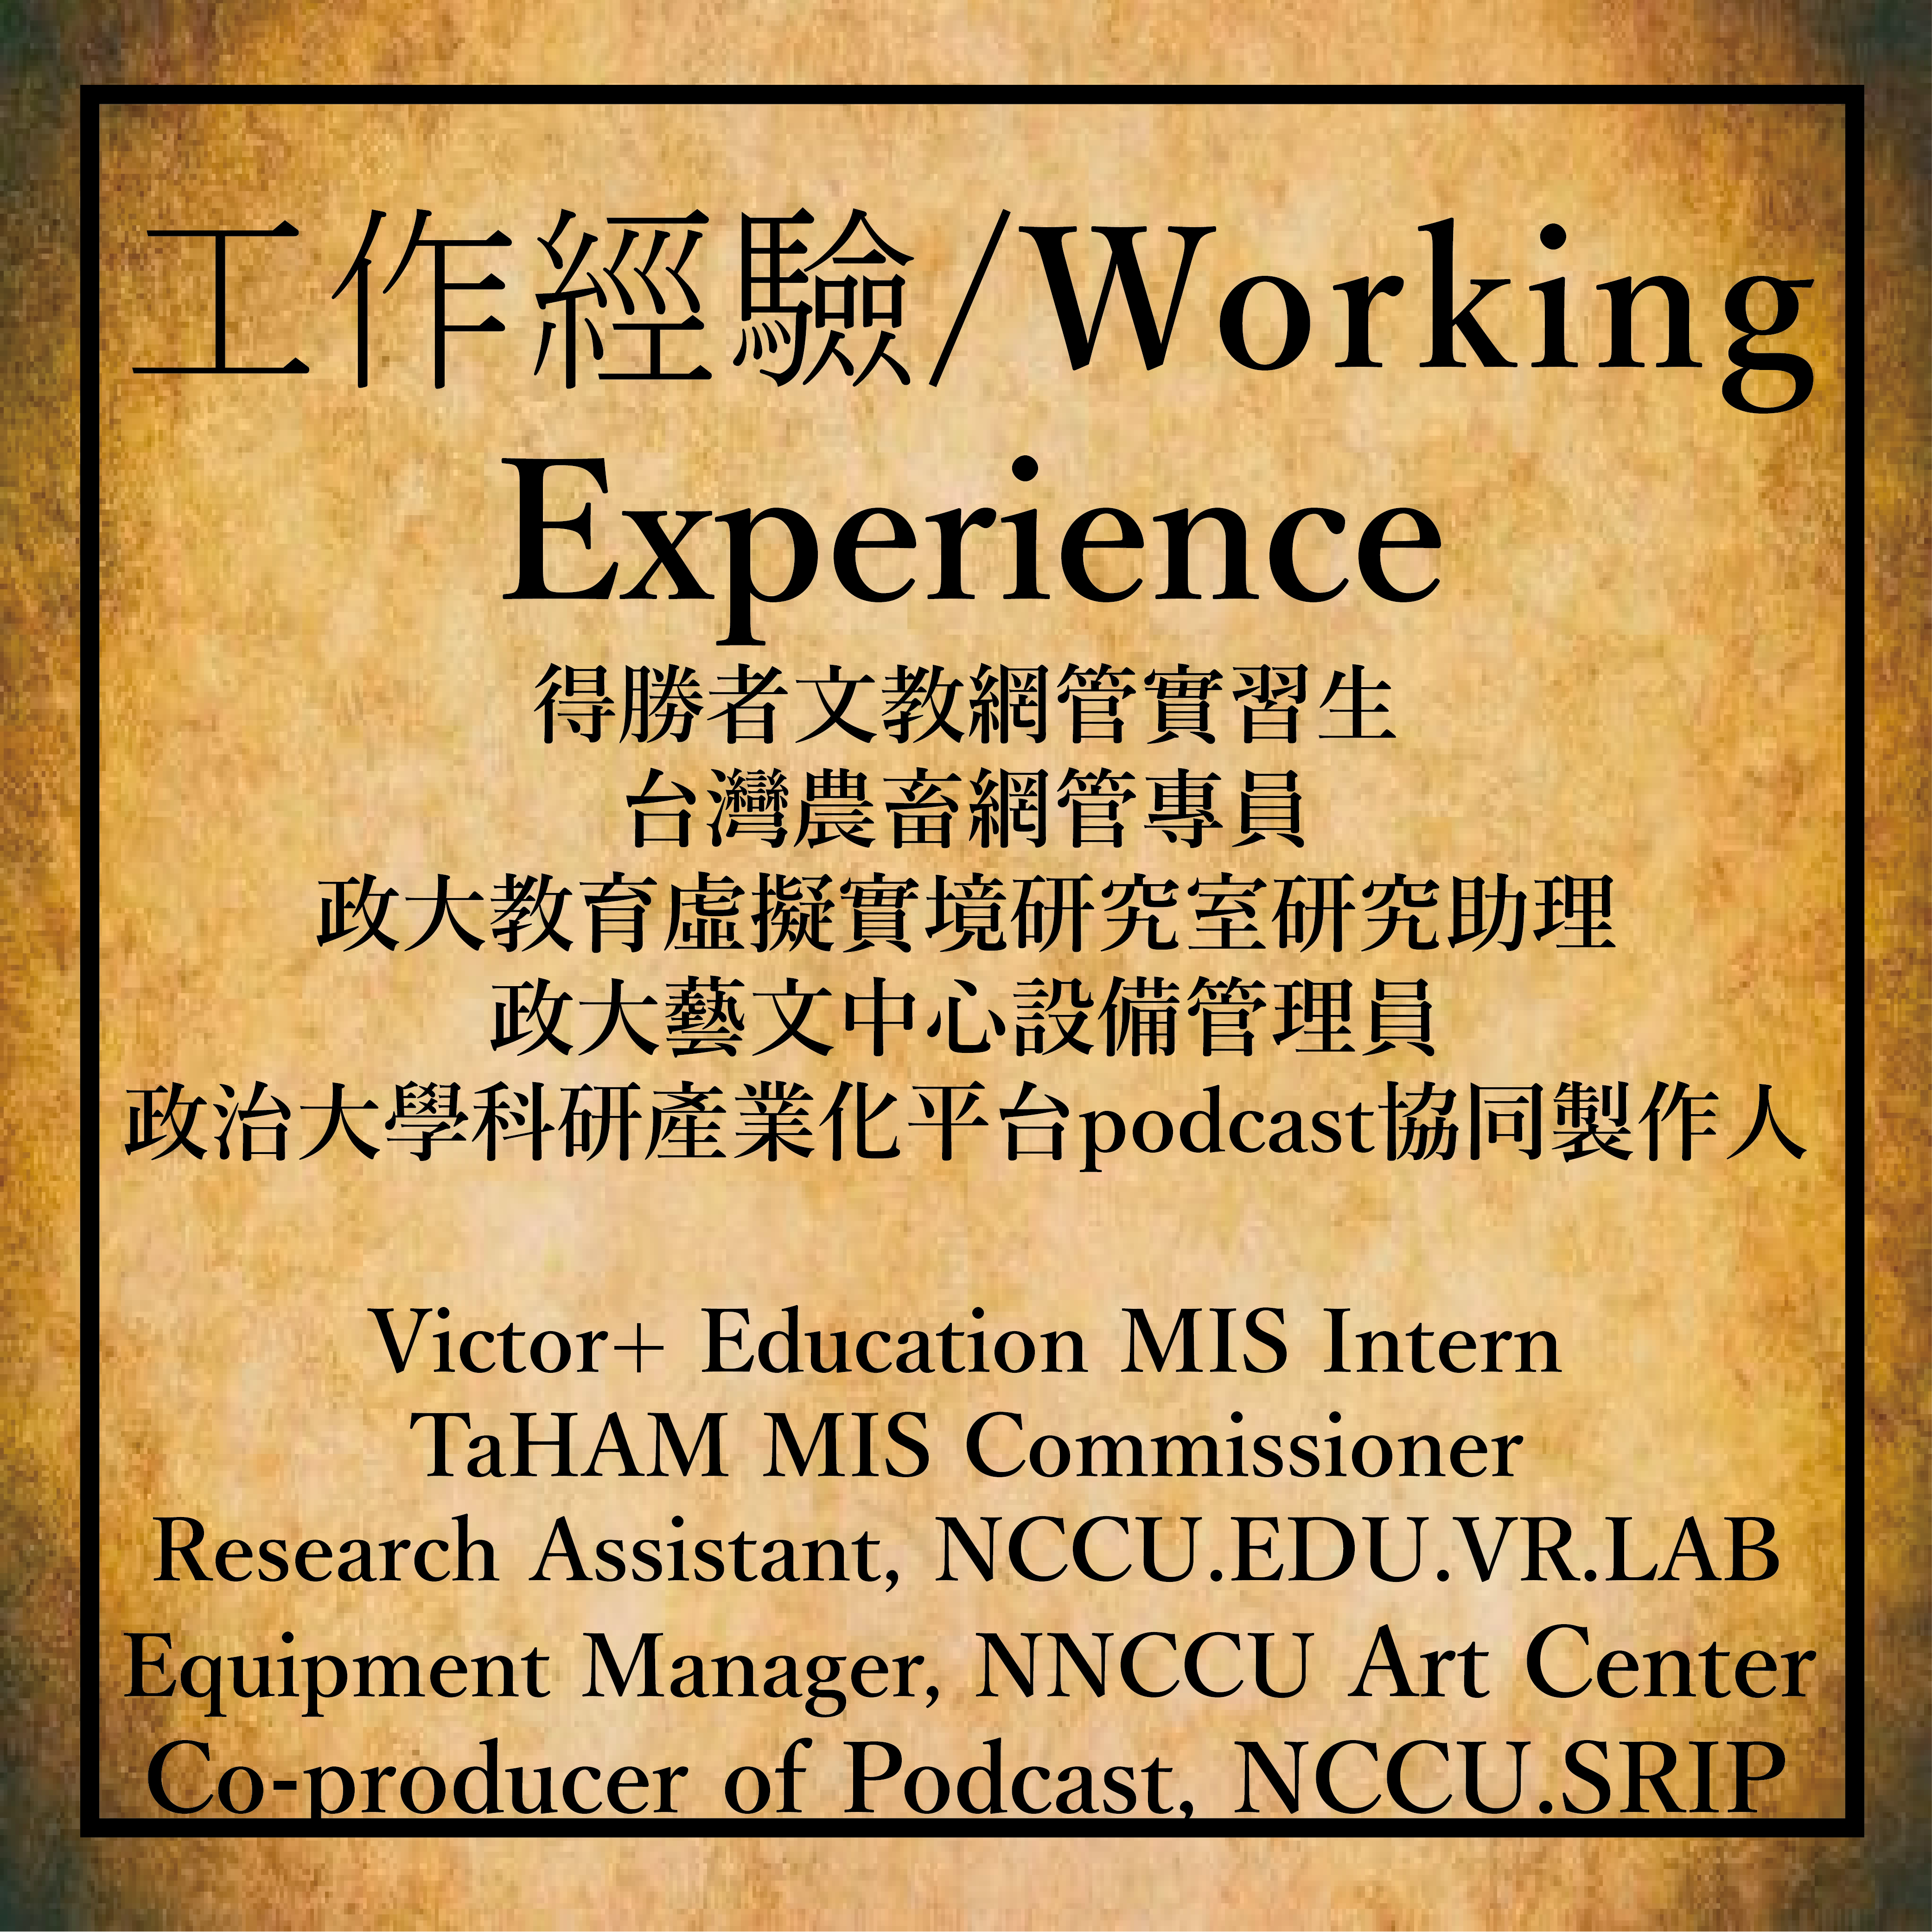 工作經驗/Working
Experience
得勝者文教網管實習生
台灣農畜網管專員
政大教育虛擬實境研究室研究助理
政大藝文中心設備管理員
政治大學科研產業化平台podcast協同製作人
Victor+ Education MIS Intern
TaHAM MIS Commissioner
Research Assistant, NCCU.EDU.VR.LAB
Equipment Manager, NNCCU Art Center
Co-producer of Podcast, NCCU.SRIP